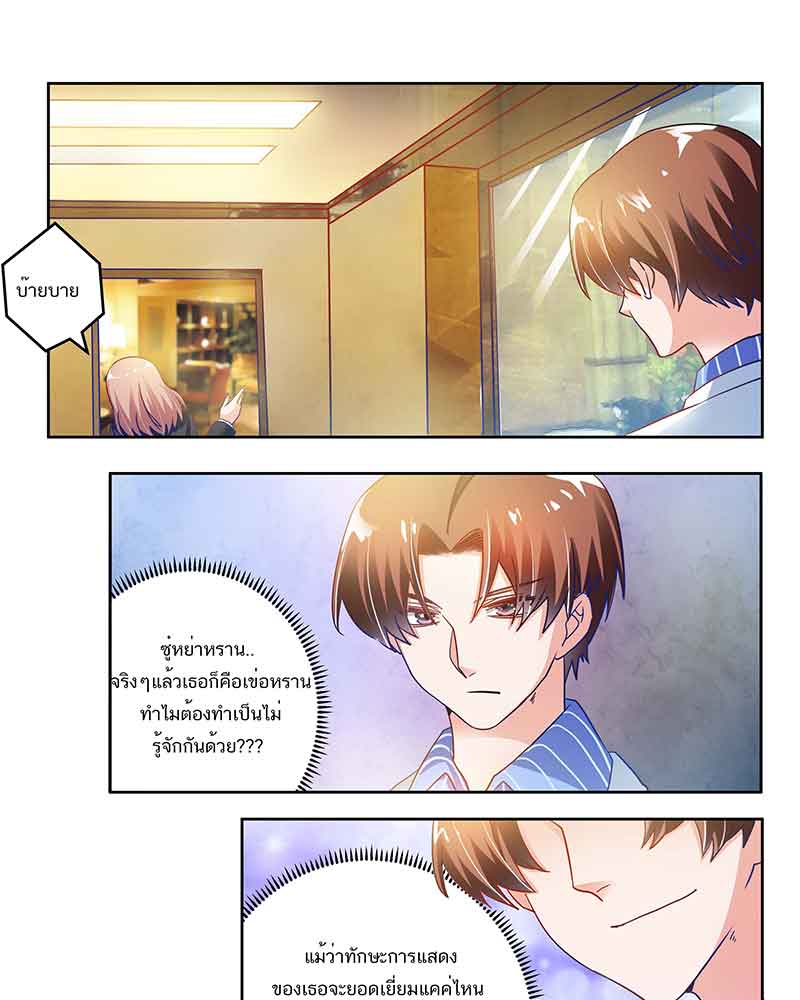 บ๊ายบาย
ซู่หย่าหราน..
จริงๆแล้วเธอก็คือเข่อหราน
ทำไมต้องทำเป็นไม่
รู้จักกันด้วย???
แม้ว่าทักษะการแสดง
ของเธอจะยอดเยี่ยมแค่ไหน